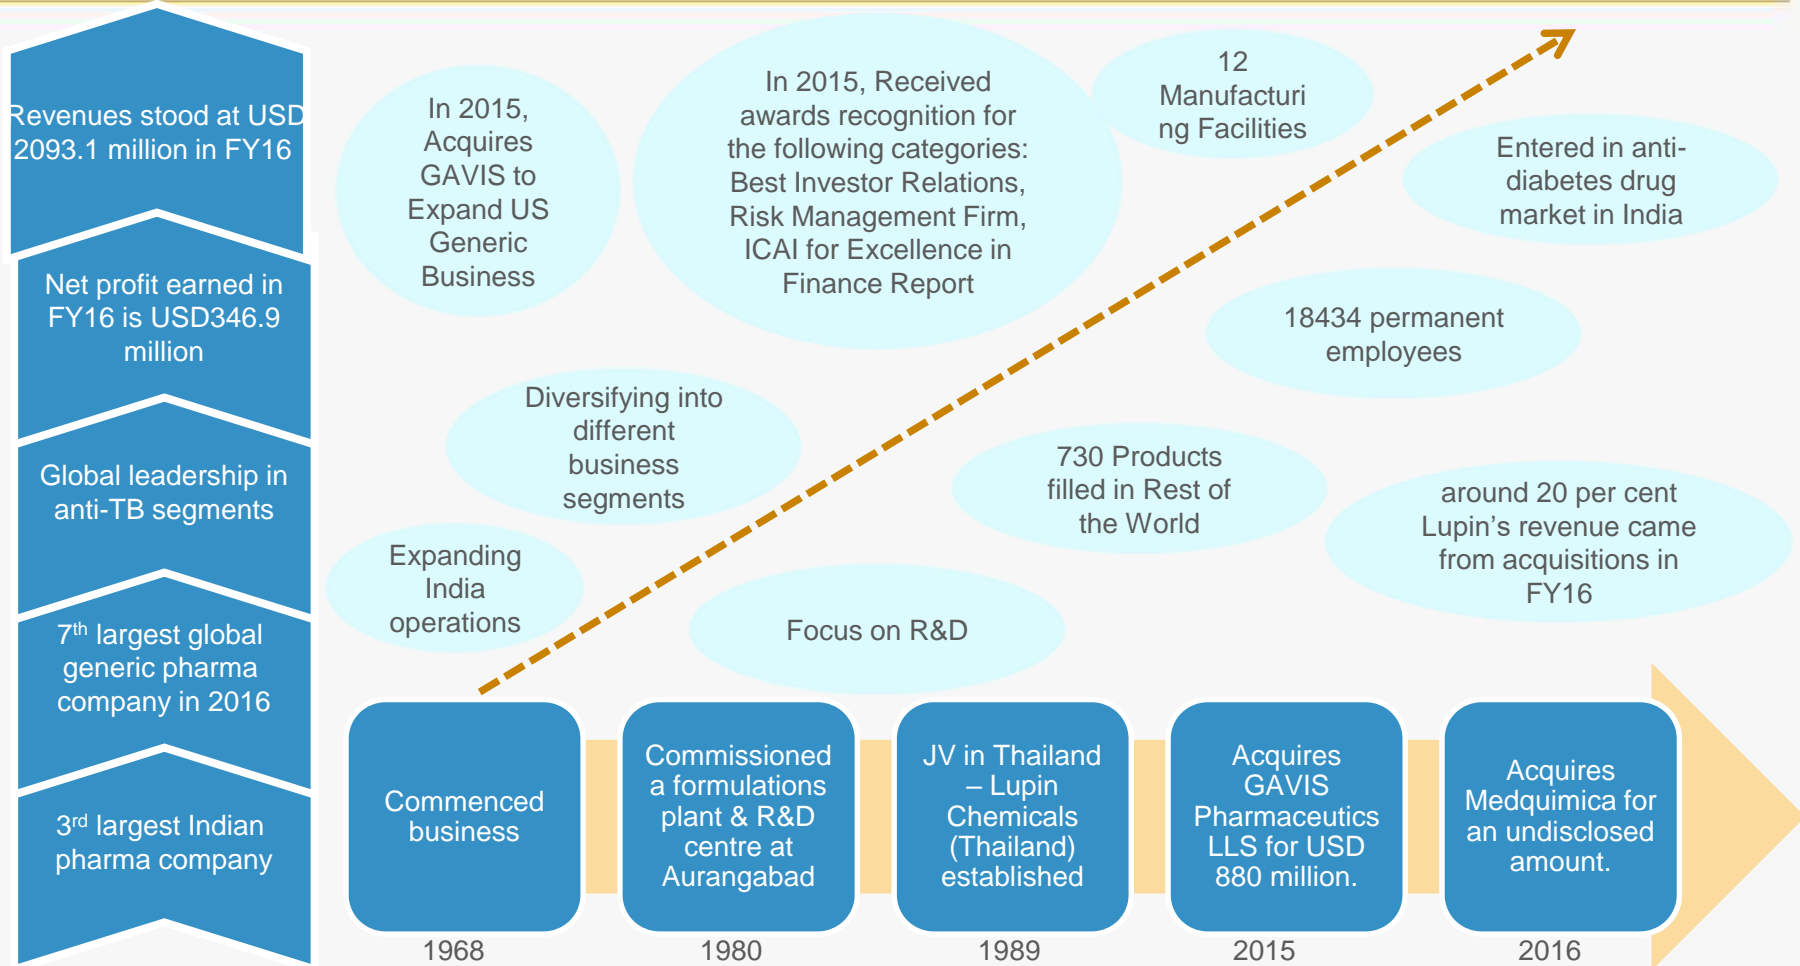 Revenues stood at USD
2093.1 million in FY16
Net profit earned in
FY16 is USD346.9
million
Global leadership in
anti-TB segments
7th largest global
generic pharma
company in 2016
3rd largest Indian
pharma company
In 2015,
Acquires
GAVIS to
Expand US
Generic
Business
In 2015, Received
awards recognition for
the following categories:
Best Investor Relations,
Risk Management Firm,
ICAI for Excellence in
Finance Report
12
Manufacturi
ng Facilities
Entered in anti-
diabetes drug
market in India
18434 permanent
employees
Diversifying into
different
business
segments
730 Products
filled in Rest of
the World
around 20 per cent
Lupin’s revenue came
from acquisitions in
FY16
Expanding
India
operations
Focus on R&D
Commenced
business
Commissioned
a formulations
plant & R&D
centre at
Aurangabad
JV in Thailand
– Lupin
Chemicals
(Thailand)
established
Acquires
GAVIS
Pharmaceutics
LLS for USD
880 million.
Acquires
Medquimica for
an undisclosed
amount.
1968
1980
1989
2015
2016